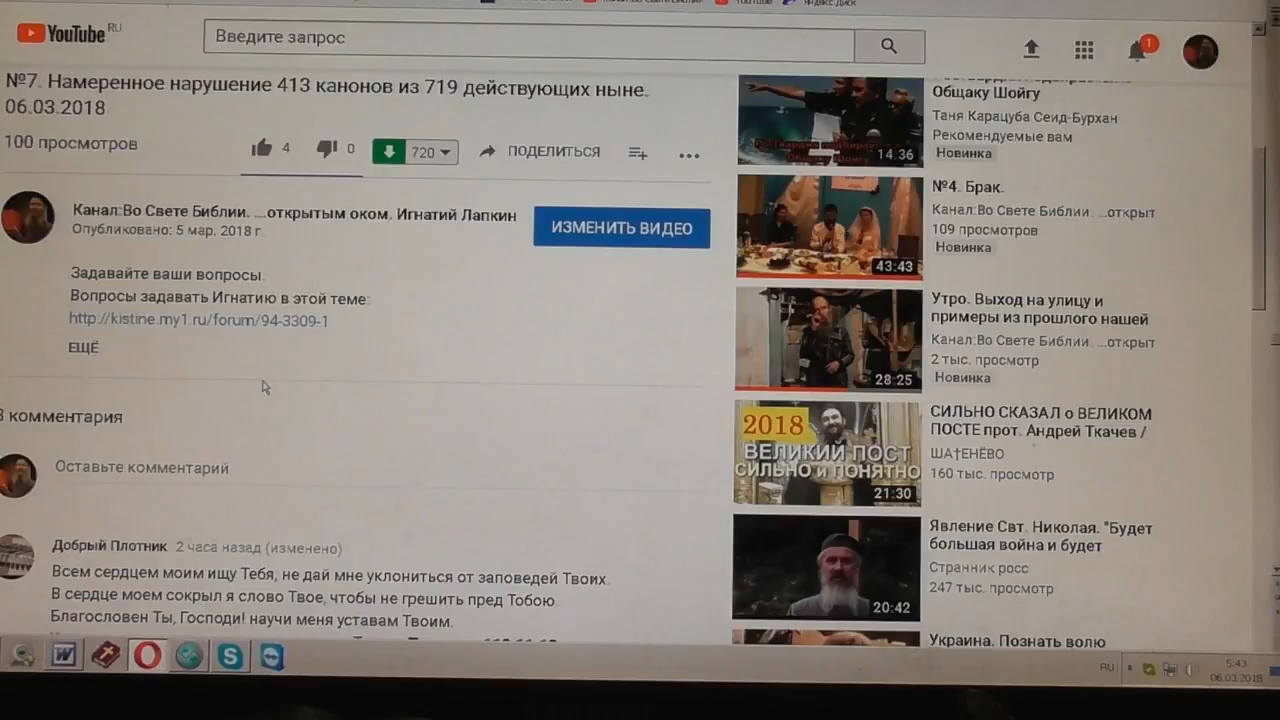 YouTube RU
Введите запрос
1
№7. Намеренное нарушение 413 канонов из 719 действующих ныне.
06.03.2018
100 просмотров
4
0
720
ПОДЕЛИТЬСЯ
Канал:Во Свете Библии. ...открытым оком. Игнатий Лапкин
Опубликовано: 5 мар. 2018 г.
ИЗМЕНИТЬ ВИДЕО
Задавайте ваши вопросы.
Вопросы задавать Игнатию в этой теме:
http://kistine.my1.ru/forum/94-3309-1
ЕЩЁ
3 комментария
Оставьте комментарий
Добрый Плотник 2 часа назад (изменено)
Всем сердцем моим ищу Тебя, не дай мне уклониться от заповедей Твоих.
В сердце моем сокрыл я слово Твое, чтобы не грешить пред Тобою.
Благословен Ты, Господи! научи меня уставам Твоим.
14:36
Общаку Шойгу
Таня Карацуба Сеид-Бурхан
Рекомендуемые вам
Новинка
43:43
№4. Брак.
Канал:Во Свете Библии. ...открыт
109 просмотров
Новинка
28:25
Утро. Выход на улицу и
примеры из прошлого нашей
Канал:Во Свете Библии. ...открыт
2 тыс. просмотр
Новинка
2018
ВЕЛИКИЙ ПОСТ
СИЛЬНО и ПОНЯТНО
21:30
СИЛЬНО СКАЗАЛ о ВЕЛИКОМ
ПОСТЕ прот. Андрей Ткачев /
ША†ЕНЁВО
160 тыс. просмотр
20:42
Явление Свт. Николая. "Будет
большая война и будет
Странник росс
247 тыс. просмотр
Украина. Познать волю
RU
5:43
06.03.2018